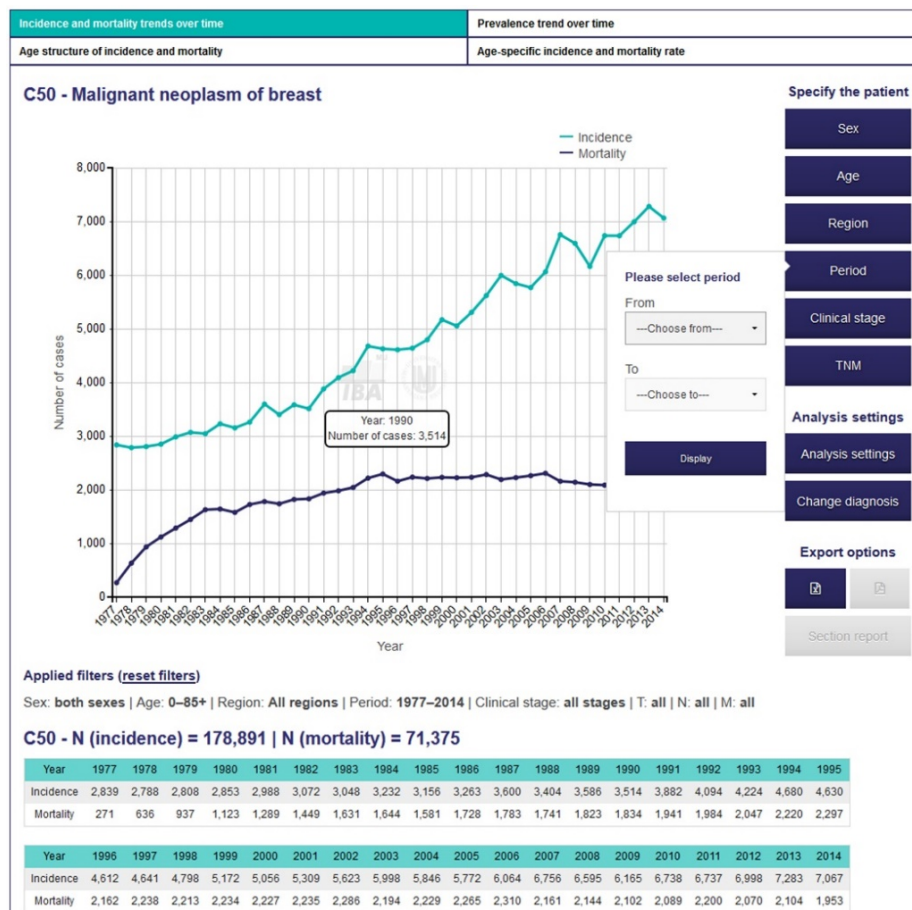 Incidence and mortality trends over time
Prevalence trend over time
Age structure of incidence and mortality
Age-specific incidence and mortality rate
C50 - Malignant neoplasm of breast
Incidence
Mortality
8,000
7,000
6,000
5,000
4,000
3,000
2,000
1,000
0
Number of cases
IBA
Year: 1990
Number of cases: 3,514
1977 1978 1979 1980 1981 1982 1983 1984 1985 1986 1987 1988 1989 1990 1991 1992 1993 1994 1995 1996 1997 1998 1999 2000 2001 2002 2003 2004 2005 2006 2007 2008 2009 2010 2011 2012 2013 2014
Year
Please select period
From
---Choose from---
To
---Choose to---
Display
Specify the patient
Sex
Age
Region
Period
Clinical stage
TNM
Analysis settings
Analysis settings
Change diagnosis
Export options
Section report
Applied filters (reset filters)
Sex: both sexes | Age: 0–85+ | Region: All regions | Period: 1977–2014 | Clinical stage: all stages | T: all | N: all | M: all
C50 - N (incidence) = 178,891 | N (mortality) = 71,375
Year 1977 1978 1979 1980 1981 1982 1983 1984 1985 1986 1987 1988 1989 1990 1991 1992 1993 1994 1995
Incidence 2,839 2,788 2,808 2,853 2,988 3,072 3,048 3,232 3,156 3,263 3,600 3,404 3,586 3,514 3,882 4,094 4,224 4,680 4,630
Mortality 271 636 937 1,123 1,289 1,449 1,631 1,644 1,581 1,728 1,783 1,741 1,823 1,834 1,941 1,984 2,047 2,220 2,297
Year 1996 1997 1998 1999 2000 2001 2002 2003 2004 2005 2006 2007 2008 2009 2010 2011 2012 2013 2014
Incidence 4,612 4,641 4,798 5,172 5,056 5,309 5,623 5,998 5,846 5,772 6,064 6,756 6,595 6,165 6,738 6,737 6,998 7,283 7,067
Mortality 2,162 2,238 2,213 2,234 2,227 2,235 2,286 2,194 2,229 2,265 2,310 2,161 2,144 2,102 2,089 2,200 2,070 2,104 1,953